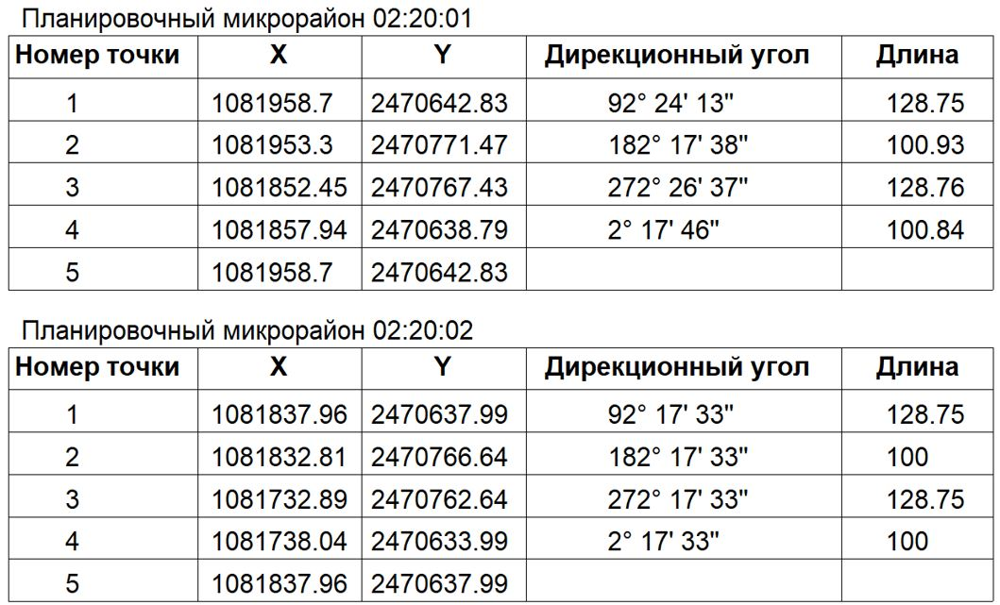 Планировочный микрорайон 02:20:01
Номер точки X Y Дирекционный угол Длина
1 1081958.7 2470642.83 92° 24' 13" 128.75
2 1081953.3 2470771.47 182° 17' 38" 100.93
3 1081852.45 2470767.43 272° 26' 37" 128.76
4 1081857.94 2470638.79 2° 17' 46" 100.84
5 1081958.7 2470642.83
Планировочный микрорайон 02:20:02
Номер точки X Y Дирекционный угол Длина
1 1081837.96 2470637.99 92° 17' 33" 128.75
2 1081832.81 2470766.64 182° 17' 33" 100
3 1081732.89 2470762.64 272° 17' 33" 128.75
4 1081738.04 2470633.99 2° 17' 33" 100
5 1081837.96 2470637.99